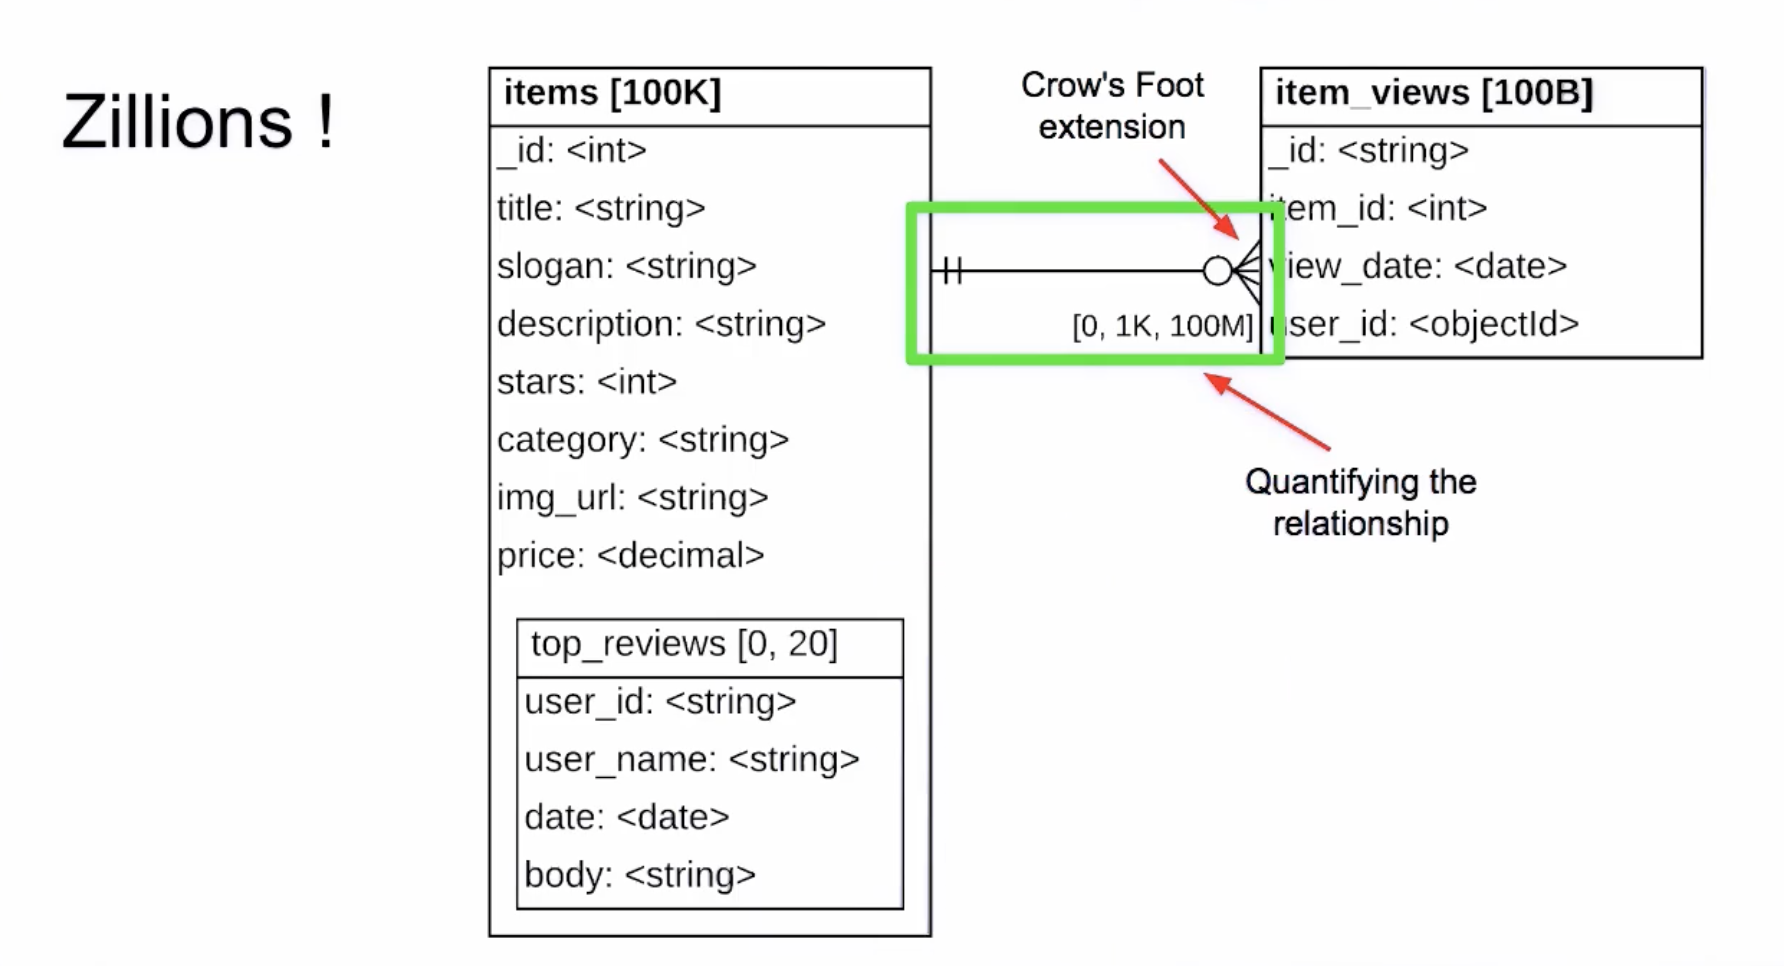 Zillions !
items [100K]
_id: <int>
title: <string>
slogan: <string>
description: <string>
stars: <int>
category: <string>
img_url: <string>
price: <decimal>
top_reviews [0, 20]
user_id: <string>
user_name: <string>
date: <date>
body: <string>
Crow's Foot
extension
[0, 1K, 100M]
Quantifying the
relationship
item_views [100B]
_id: <string>
item_id: <int>
view_date: <date>
user_id: <objectId>